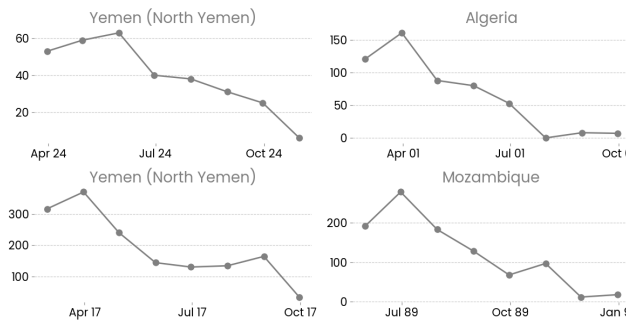 Yemen (North Yemen)
60
40
20
Apr 24 Jul 24 Oct 24
Algeria
150
100
50
0
Apr 01 Jul 01 Oct
Yemen (North Yemen)
300
200
100
Apr 17 Jul 17 Oct 17
Mozambique
200
100
0
Jul 89 Oct 89 Jan